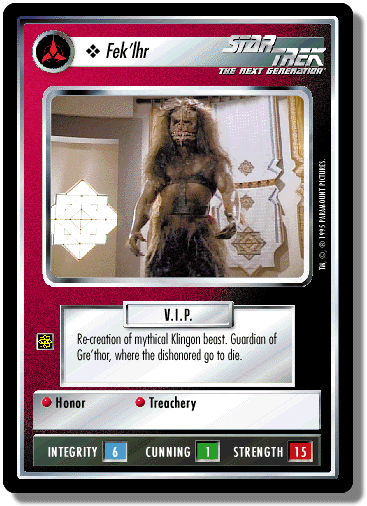 ❖ Fek'lhr
STAR TREK
THE NEXT GENERATION®
TM, ©, ® 1995 PARAMOUNT PICTURES.
V.I.P.
Re-creation of mythical Klingon beast. Guardian of
Gre'thor, where the dishonored go to die.
Honor Treachery
INTEGRITY 6 CUNNING 1 STRENGTH 15